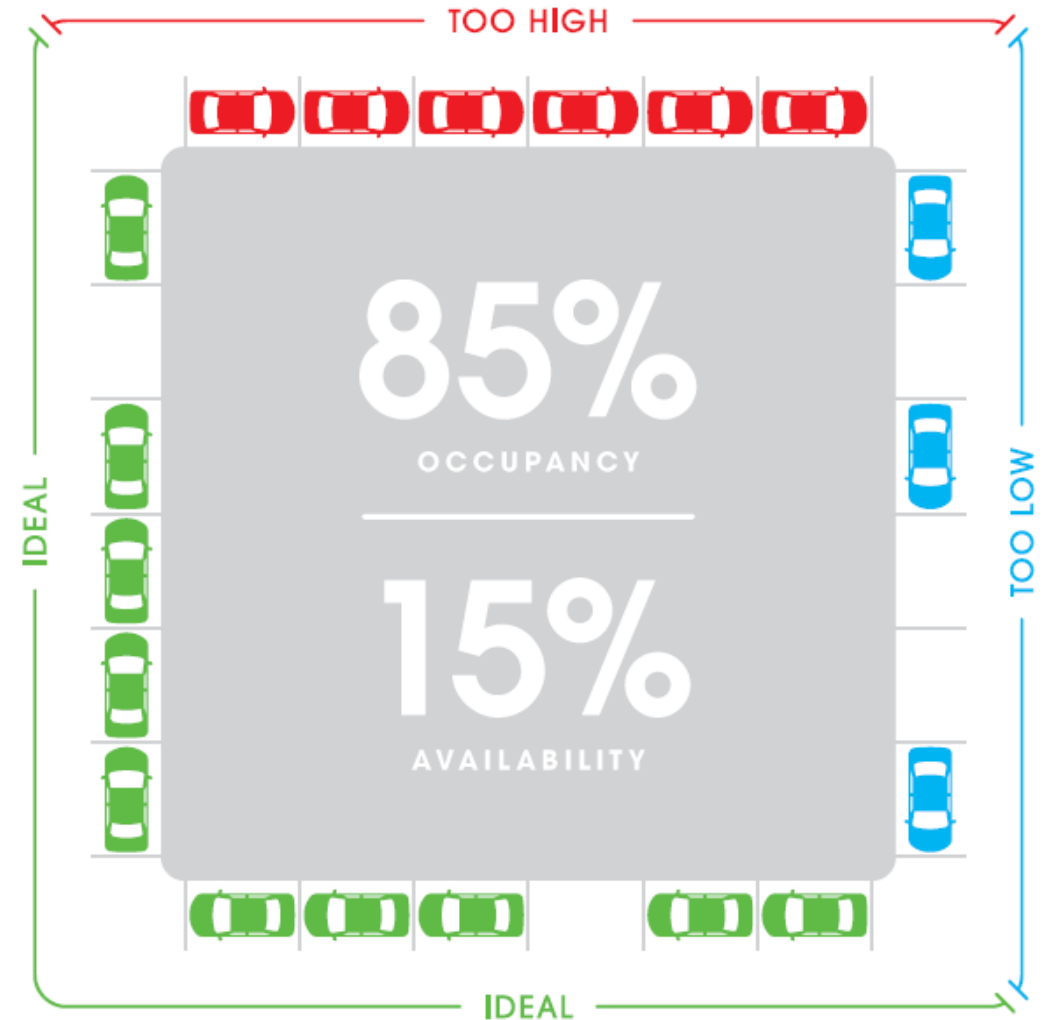 TOO HIGH
85%
OCCUPANCY
IDEAL
TOO LOW
15%
AVAILABILITY
IDEAL